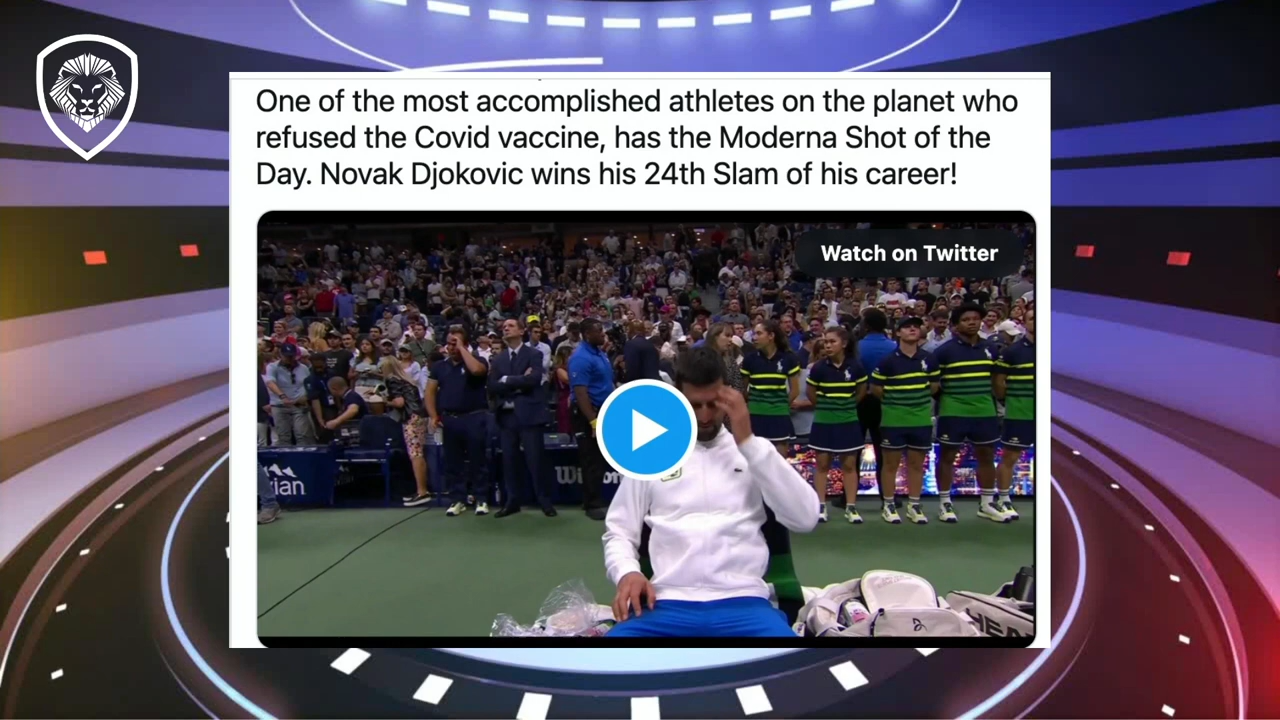 One of the most accomplished athletes on the planet who
refused the Covid vaccine, has the Moderna Shot of the
Day. Novak Djokovic wins his 24th Slam of his career!
Watch on Twitter
HEA